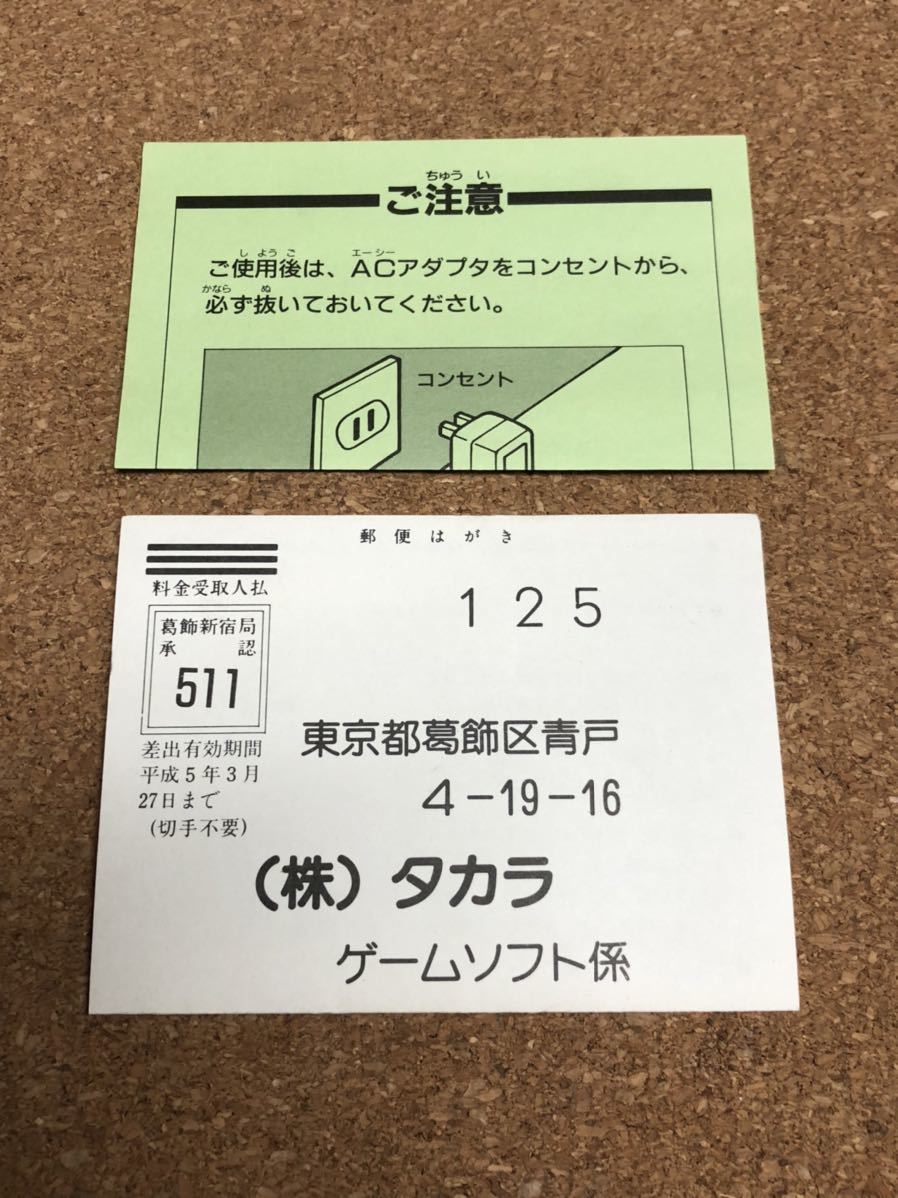 ちゅう い
ご注意
し よう ご エーシー
ご使用後は、ACアダプタをコンセントから、
かなら ぬ
必ず抜いておいてください。
コンセント
郵便はがき
料金受取人払
葛飾新宿局
承認
511
差出有効期間
平成5年3月
27日まで
(切手不要)
125
東京都葛飾区青戸
4-19-16
(株)タカラ
ゲームソフト係